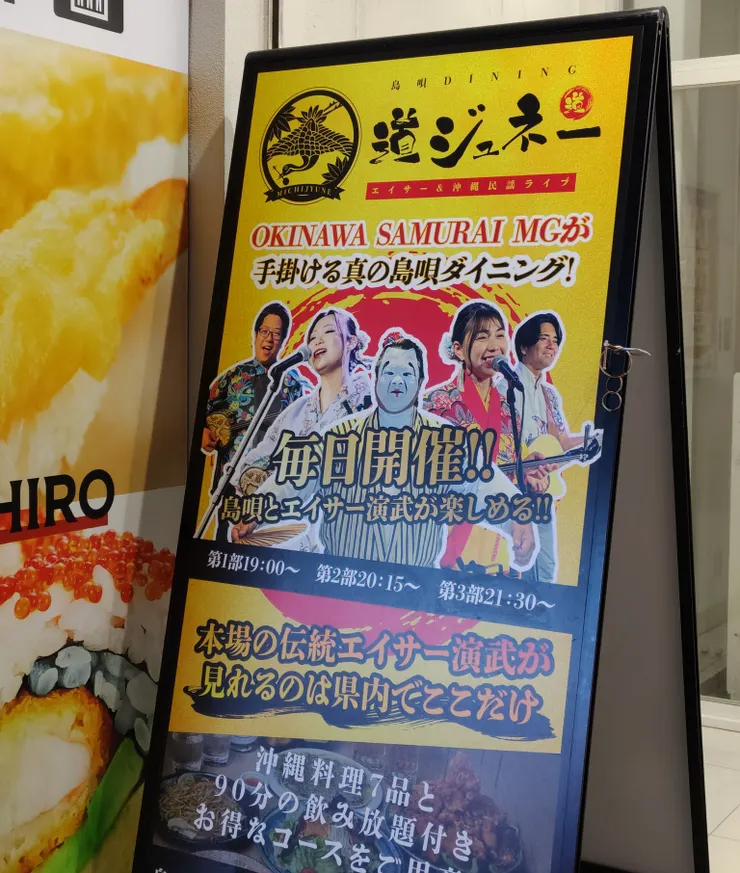 島唄DINING
道ジュネー
道
MICHIJYUNE
エイサー&沖縄民謡ライブ
OKINAWA SAMURAI MGが
手掛ける真の島唄ダイニング!
毎日開催!!
島唄とエイサー演武が楽しめる!!
第1部19:00〜 第2部20:15〜 第3部21:30〜
本場の伝統エイサー演武が
見れるのは県内でここだけ
沖縄料理7品と
90分の飲み放題付き
お得なコースをご用意
HIRO